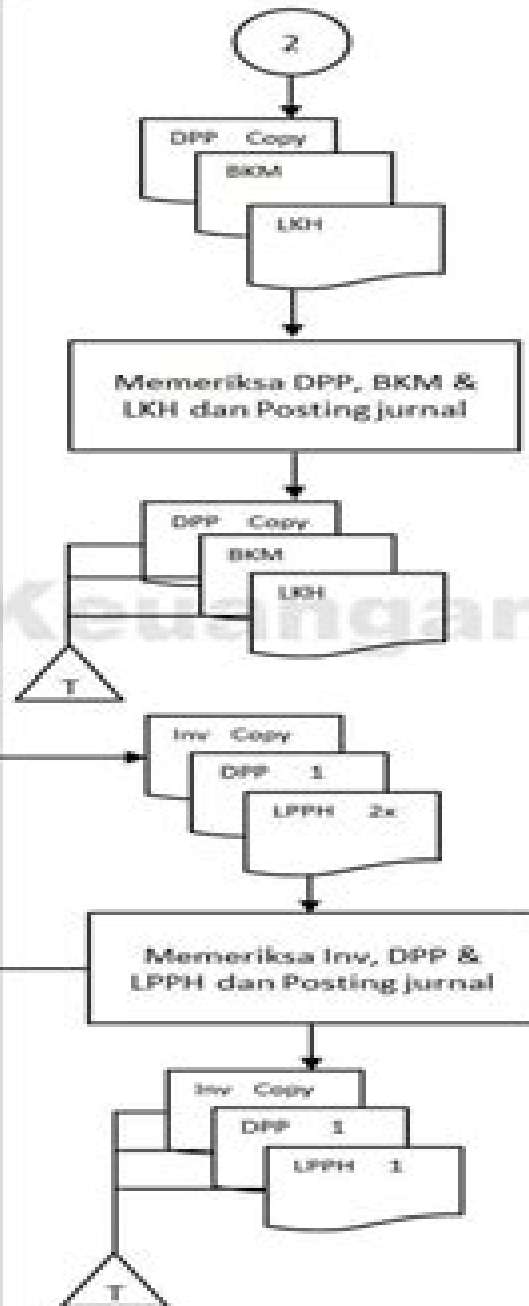 2
DPP Copy
BKM
LKH
Memeriksa DPP, BKM &
LKH dan Posting jurnal
DPP Copy
BKM
LKH
Keuangan
T
Inv Copy
DPP 1
LPPH 2x
Memeriksa Inv, DPP &
LPPH dan Posting jurnal
Inv Copy
DPP 1
LPPH 1
T